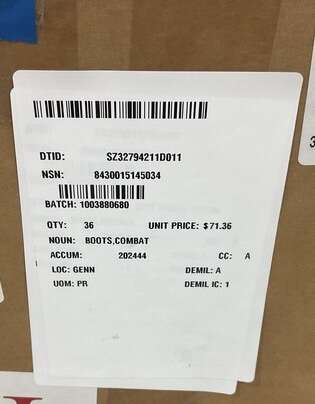 DTID: SZ32794211D011
NSN: 8430015145034
BATCH: 1003880680
QTY: 36 UNIT PRICE: $71.36
NOUN: BOOTS,COMBAT
ACCUM: 202444 CC: A
LOC: GENN DEMIL: A
UOM: PR DEMIL IC: 1
3